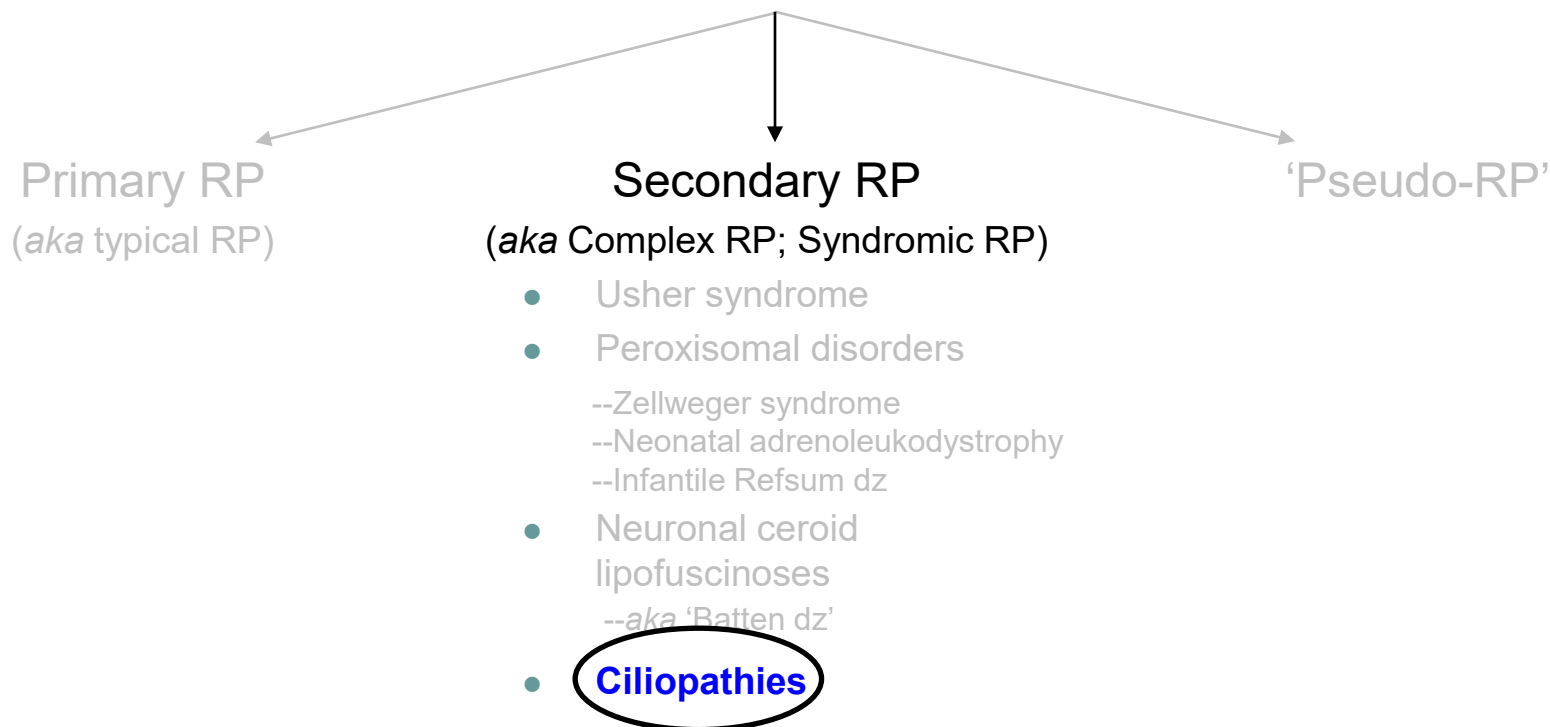 Primary RP
(aka typical RP)
Secondary RP
(aka Complex RP; Syndromic RP)
● Usher syndrome
● Peroxisomal disorders
--Zellweger syndrome
--Neonatal adrenoleukodystrophy
--Infantile Refsum dz
● Neuronal ceroid
lipofuscinoses
--aka ‘Batten dz’
● Ciliopathies
‘Pseudo-RP’